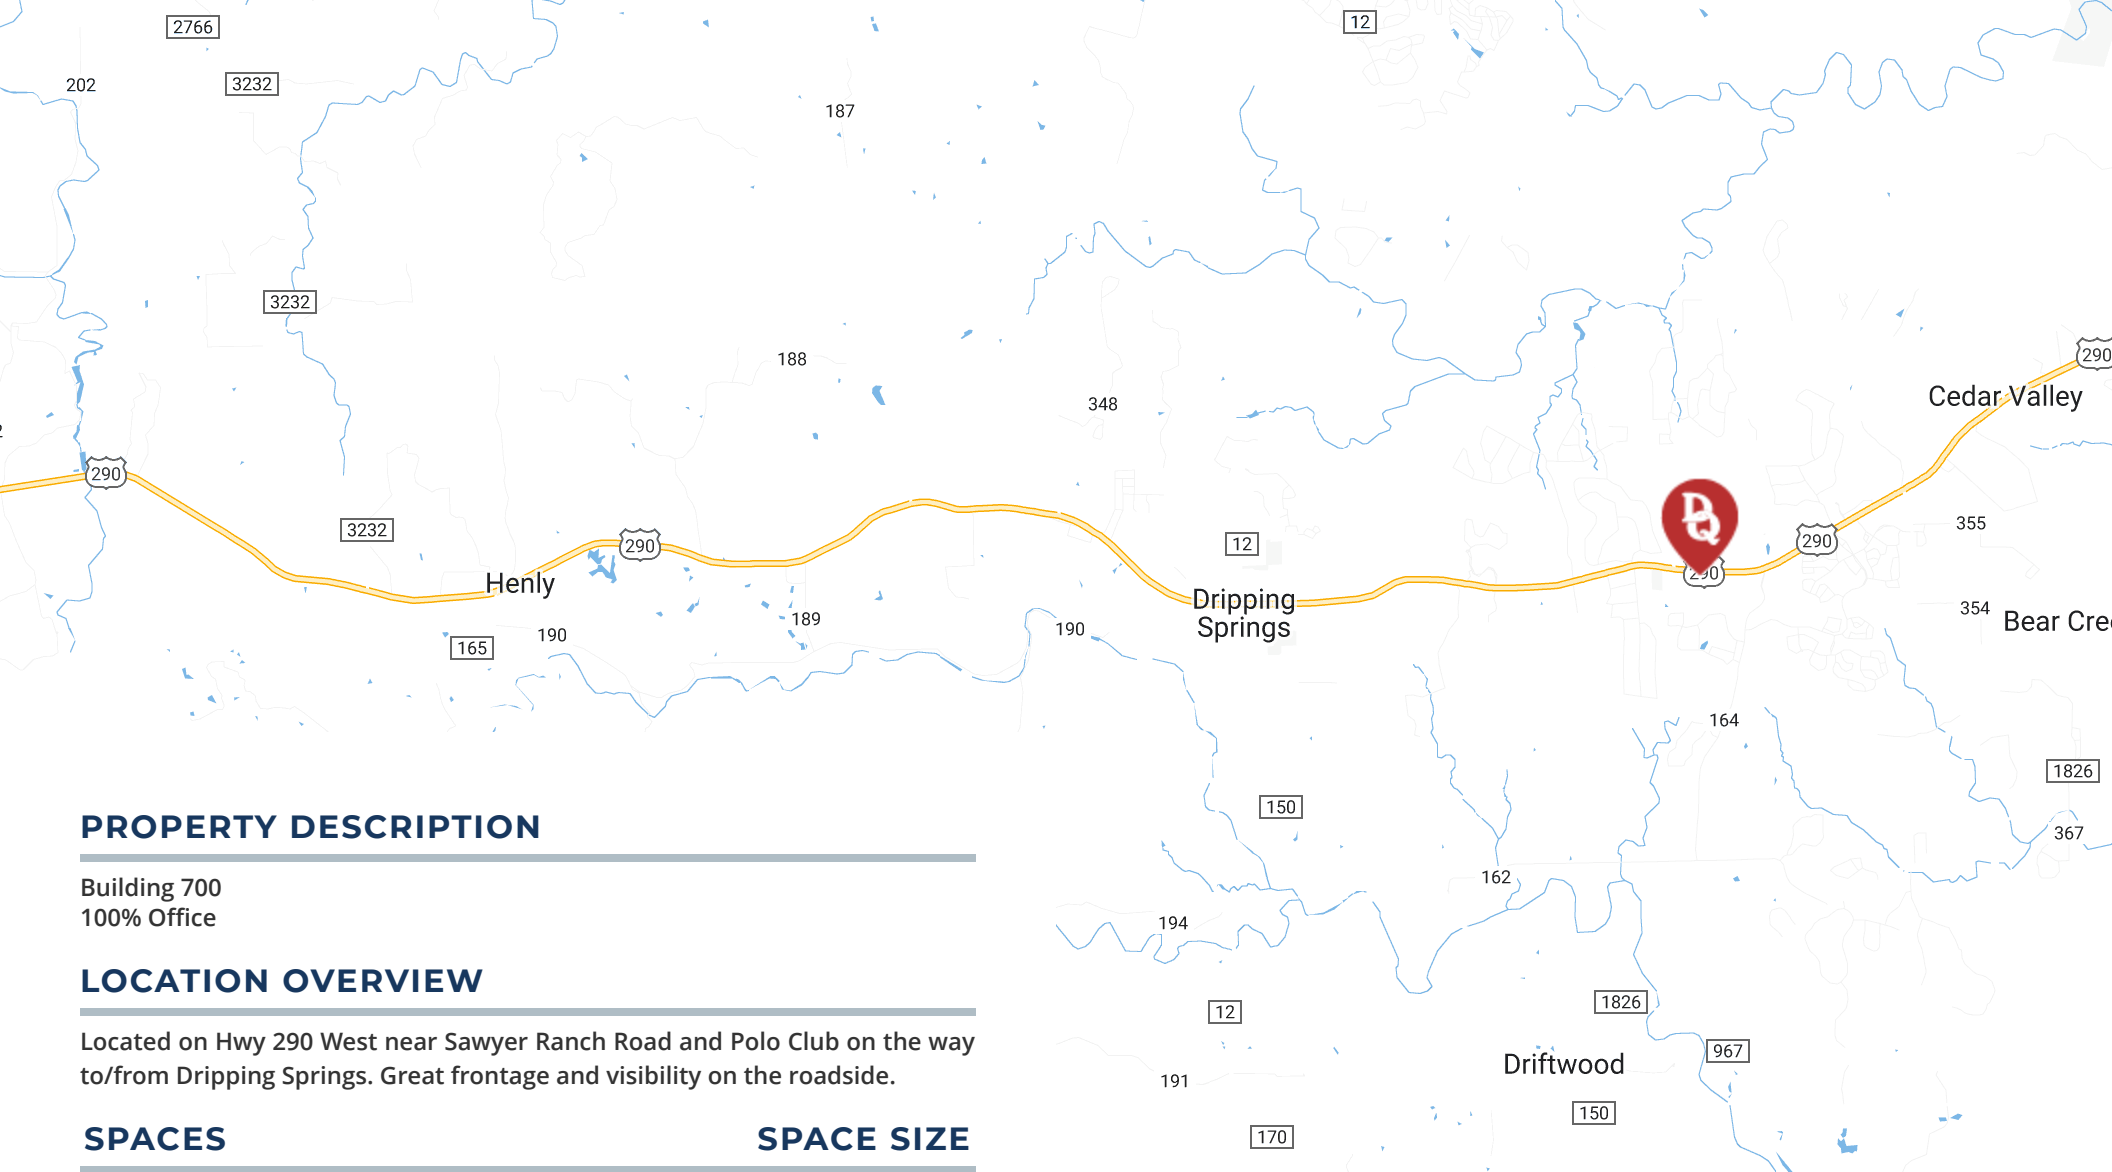 2766
12
202
3232
187
3232
188
290
348
Cedar Valley
290
3232
290
12
DQ
290
355
290
Henly
Dripping
Springs
354
Bear Cree
189
190
190
165
164
1826
150
367
162
194
12
1826
967
Driftwood
191
150
170
PROPERTY DESCRIPTION
Building 700
100% Office
LOCATION OVERVIEW
Located on Hwy 290 West near Sawyer Ranch Road and Polo Club on the way
to/from Dripping Springs. Great frontage and visibility on the roadside.
SPACES SPACE SIZE